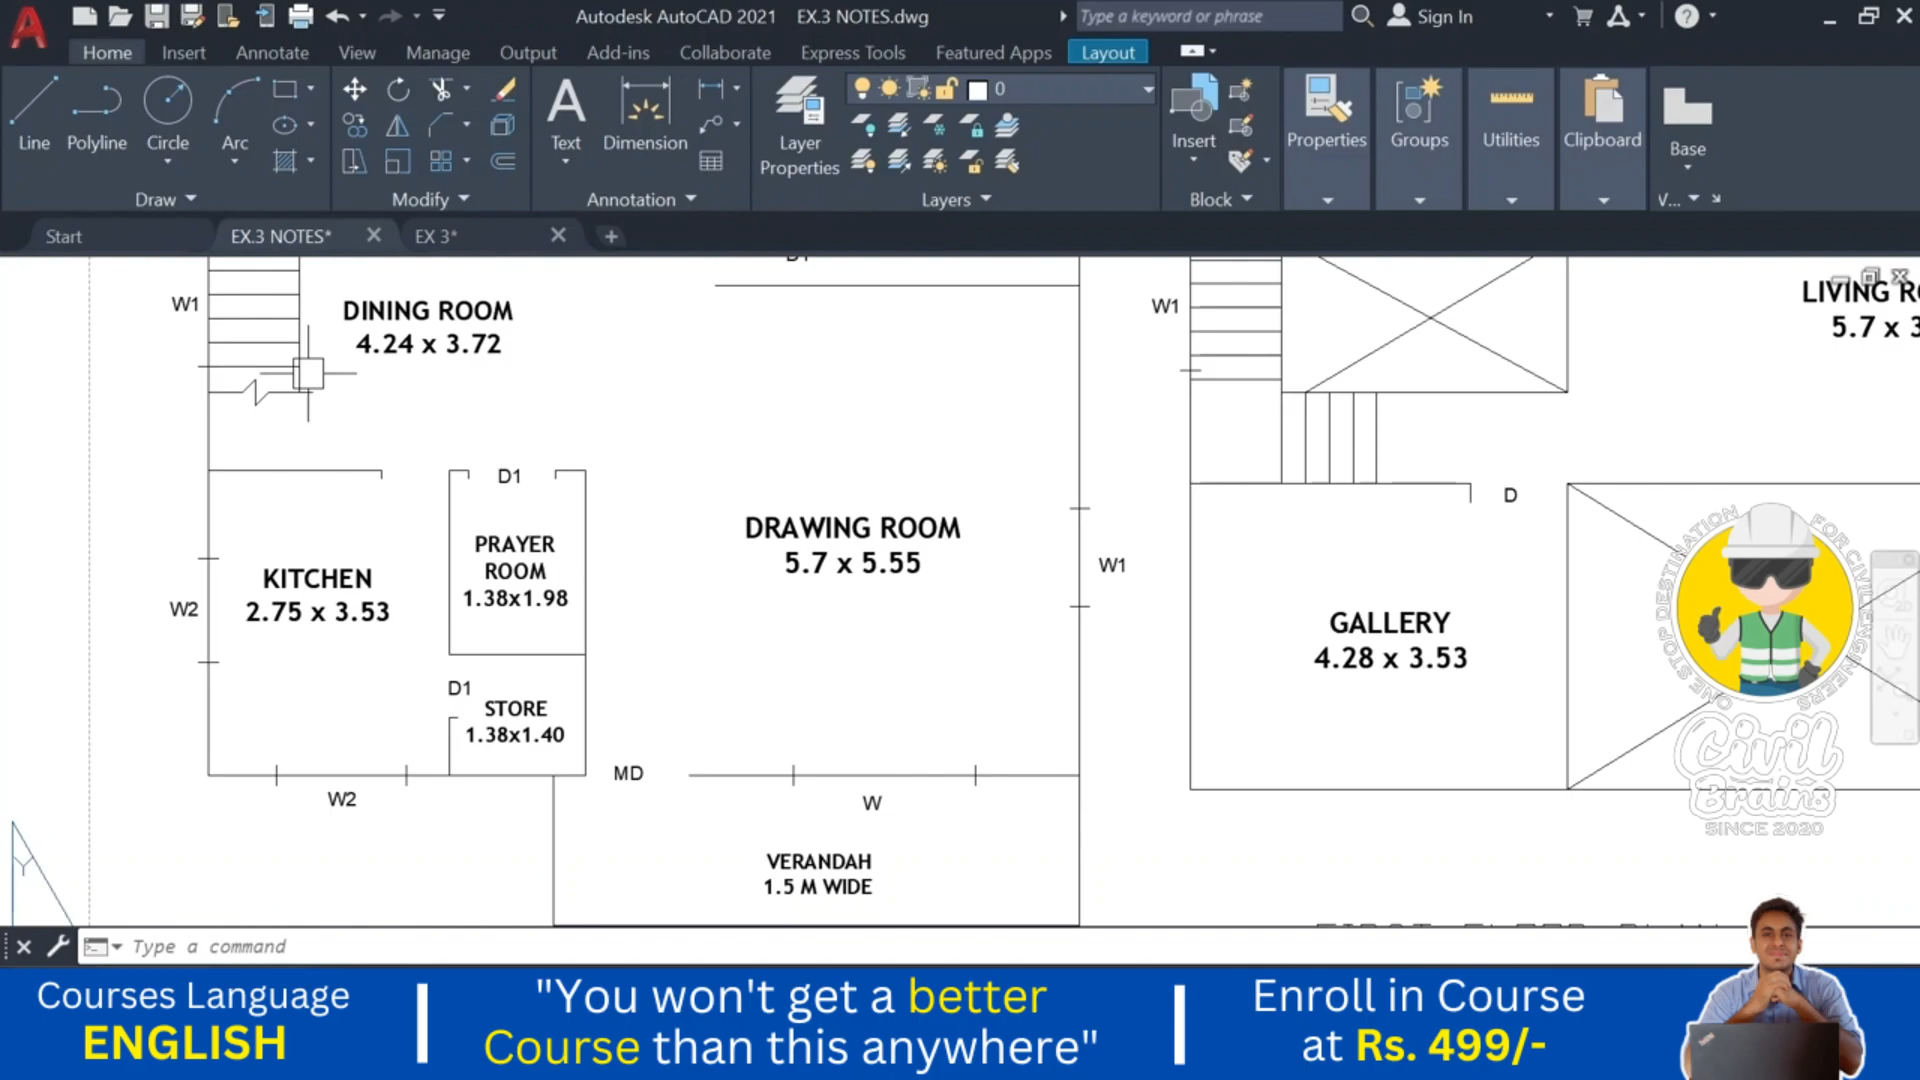 Autodesk AutoCAD 2021 EX.3 NOTES.dwg
Type a keyword or phrase
Sign In
Home Insert Annotate View Manage Output Add-ins Collaborate Express Tools Featured Apps Layout
Line Polyline Circle Arc
Text Dimension
Layer Properties
0
Insert
Properties Groups Utilities Clipboard Base
Draw Modify Annotation Layers Block V...
Start EX.3 NOTES* EX 3*
W1
DINING ROOM
4.24 x 3.72
W1
D1
PRAYER
ROOM
1.38x1.98
KITCHEN
2.75 x 3.53
W2
DRAWING ROOM
5.7 x 5.55
W1
D
GALLERY
4.28 x 3.53
D1
STORE
1.38x1.40
MD
W2
W
VERANDAH
1.5 M WIDE
ONE STOP DESTINATION FOR CIVIL ENGINEERS
Civil
Brains
SINCE 2020
Type a command
Courses Language
ENGLISH
"You won't get a better
Course than this anywhere"
Enroll in Course
at Rs. 499/-